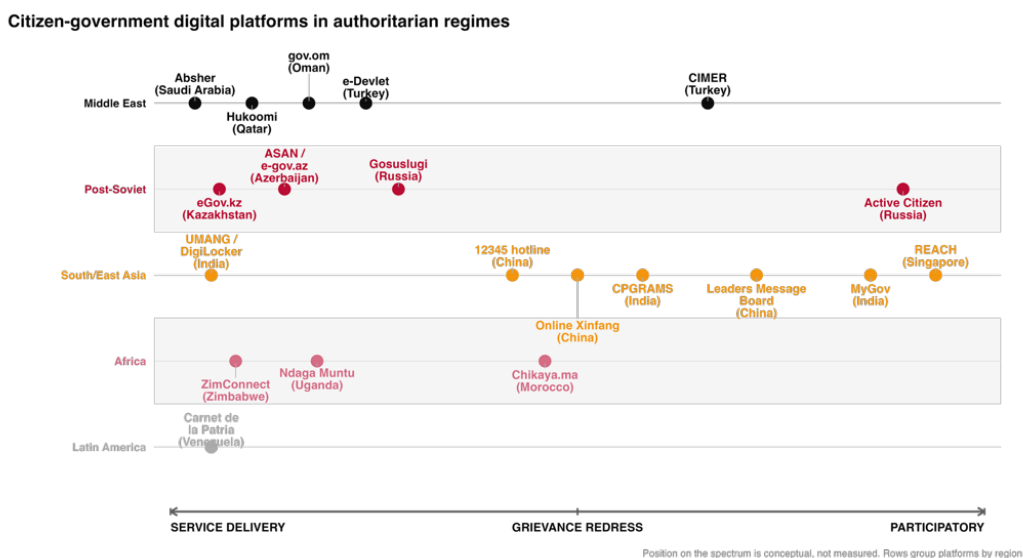 Citizen-government digital platforms in authoritarian regimes
gov.om
(Oman)
Absher
(Saudi Arabia)
e-Devlet
(Turkey)
CIMER
(Turkey)
Middle East
Hukoomi
(Qatar)
ASAN /
e-gov.az
(Azerbaijan)
Gosuslugi
(Russia)
Post-Soviet
eGov.kz
(Kazakhstan)
Active Citizen
(Russia)
UMANG /
DigiLocker
(India)
12345 hotline
(China)
REACH
(Singapore)
South/East Asia
CPGRAMS
(India)
Leaders Message
Board
(China)
MyGov
(India)
Online Xinfang
(China)
Africa
ZimConnect
(Zimbabwe)
Ndaga Muntu
(Uganda)
Chikaya.ma
(Morocco)
Carnet de
la Patria
(Venezuela)
Latin America
SERVICE DELIVERY
GRIEVANCE REDRESS
PARTICIPATORY
Position on the spectrum is conceptual, not measured. Rows group platforms by region